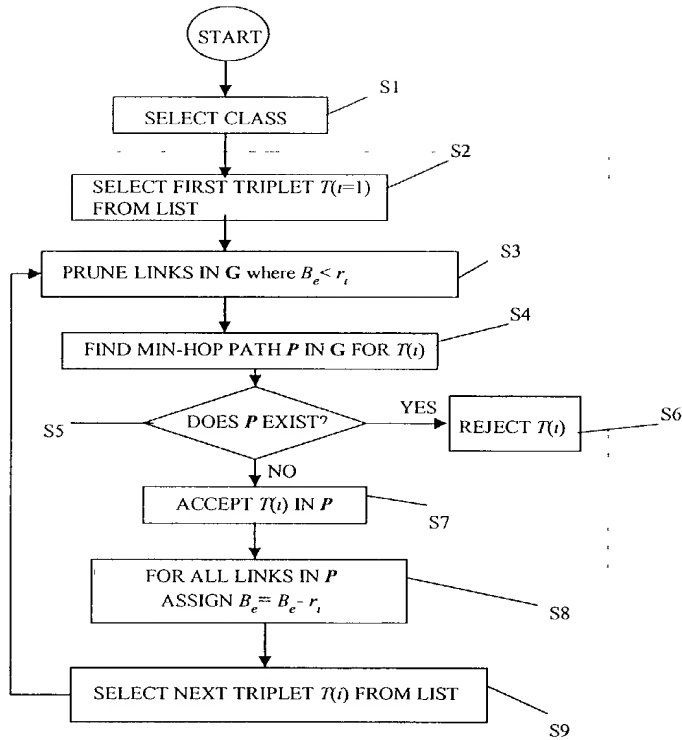 START
S1
SELECT CLASS
S2
SELECT FIRST TRIPLET T(i=1)
FROM LIST
S3
PRUNE LINKS IN G where Be < ri
S4
FIND MIN-HOP PATH P IN G FOR T(i)
S5
DOES P EXIST?
YES
REJECT T(i)
S6
NO
ACCEPT T(i) IN P
S7
FOR ALL LINKS IN P
ASSIGN Be = Be - ri
S8
SELECT NEXT TRIPLET T(i) FROM LIST
S9